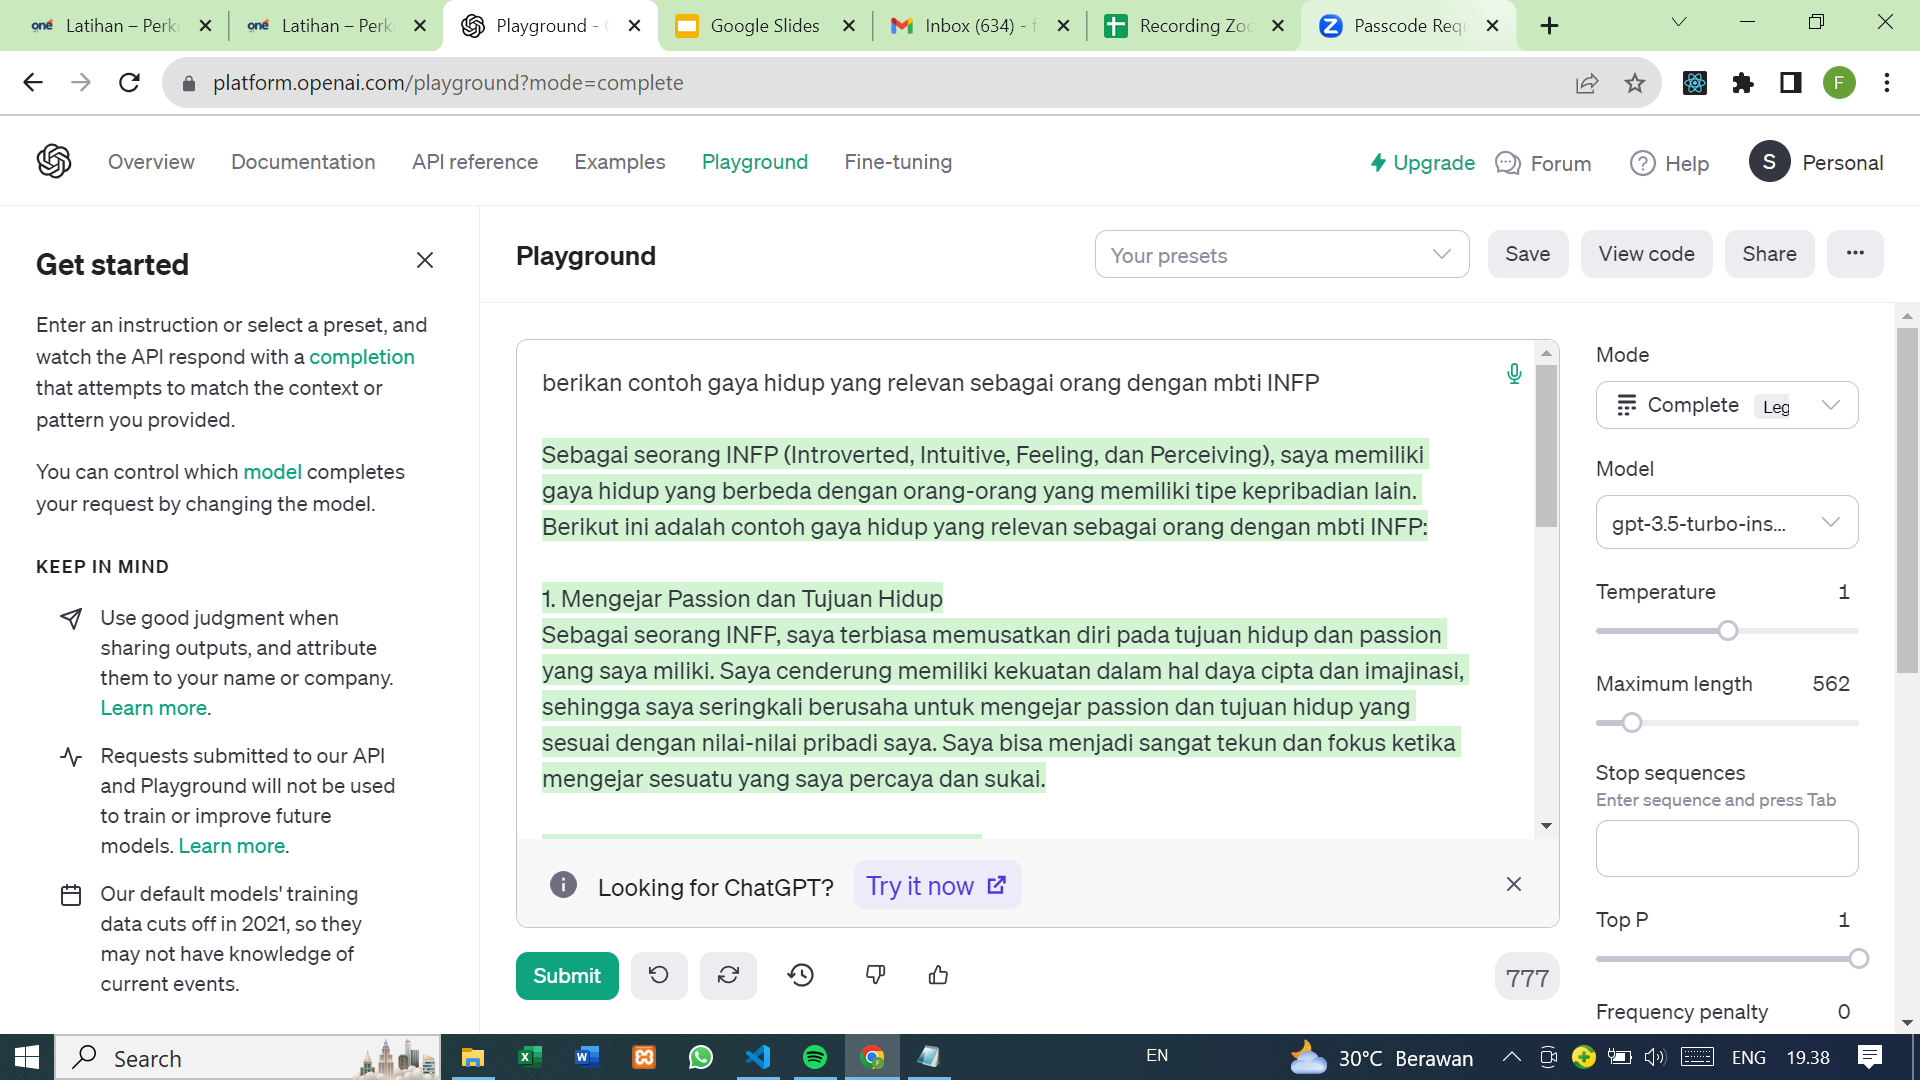 Latihan – Perk
Latihan – Perk
Playground -
Google Slides
Inbox (634) -
Recording Zo
Passcode Req
platform.openai.com/playground?mode=complete
F
Overview
Documentation
API reference
Examples
Playground
Fine-tuning
Upgrade
Forum
Help
S
Personal
Get started
Enter an instruction or select a preset, and
watch the API respond with a completion
that attempts to match the context or
pattern you provided.
You can control which model completes
your request by changing the model.
KEEP IN MIND
Use good judgment when
sharing outputs, and attribute
them to your name or company.
Learn more.
Requests submitted to our API
and Playground will not be used
to train or improve future
models. Learn more.
Our default models' training
data cuts off in 2021, so they
may not have knowledge of
current events.
Playground
Your presets
Save
View code
Share
berikan contoh gaya hidup yang relevan sebagai orang dengan mbti INFP
Sebagai seorang INFP (Introverted, Intuitive, Feeling, dan Perceiving), saya memiliki
gaya hidup yang berbeda dengan orang-orang yang memiliki tipe kepribadian lain.
Berikut ini adalah contoh gaya hidup yang relevan sebagai orang dengan mbti INFP:
1. Mengejar Passion dan Tujuan Hidup
Sebagai seorang INFP, saya terbiasa memusatkan diri pada tujuan hidup dan passion
yang saya miliki. Saya cenderung memiliki kekuatan dalam hal daya cipta dan imajinasi,
sehingga saya seringkali berusaha untuk mengejar passion dan tujuan hidup yang
sesuai dengan nilai-nilai pribadi saya. Saya bisa menjadi sangat tekun dan fokus ketika
mengejar sesuatu yang saya percaya dan sukai.
Looking for ChatGPT?
Try it now
Submit
777
Mode
Complete
Leg
Model
gpt-3.5-turbo-ins...
Temperature
1
Maximum length
562
Stop sequences
Enter sequence and press Tab
Top P
1
Frequency penalty
0
Search
EN
30°C Berawan
ENG
19.38